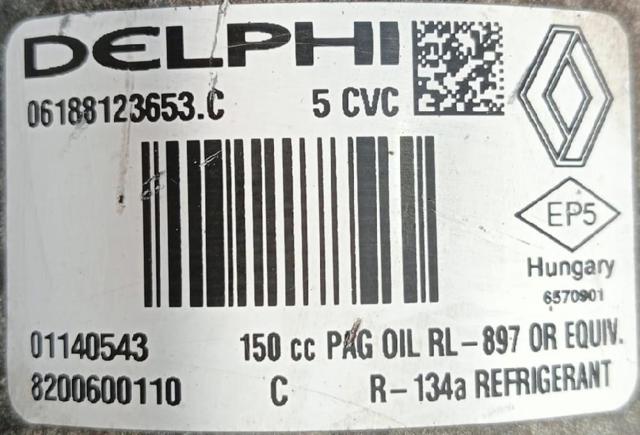 DELPHI
06188123653.C 5 CVC
EP5
Hungary
6570901
01140543 150 cc PAG OIL RL-897 OR EQUIV.
8200600110 C R-134a REFRIGERANT